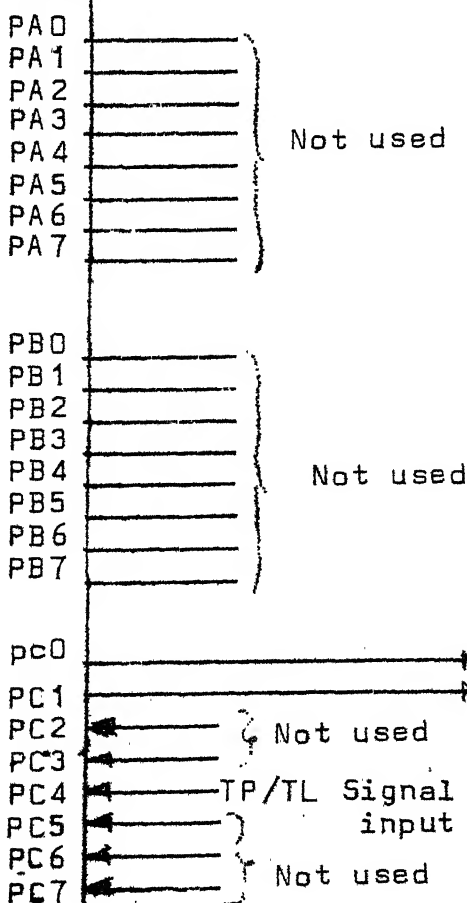 PA0
PA1
PA2
PA3
Not used
PA4
PA5
PA6
PA7
PB0
PB1
PB2
PB3
PB4
Not used
PB5
PB6
PB7
pc0
PC1
PC2
Not used
PC3
PC4
TP/TL Signal
PC5
input
PC6
Not used
PC7